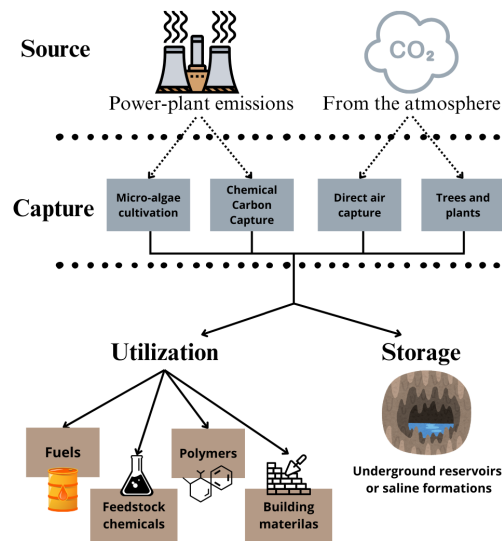 Source
CO₂
Power-plant emissions
From the atmosphere
Capture
Micro-algae
cultivation
Chemical
Carbon
Capture
Direct air
capture
Trees and
plants
Utilization
Storage
Fuels
Feedstock
chemicals
Polymers
Building
materilas
Underground reservoirs
or saline formations